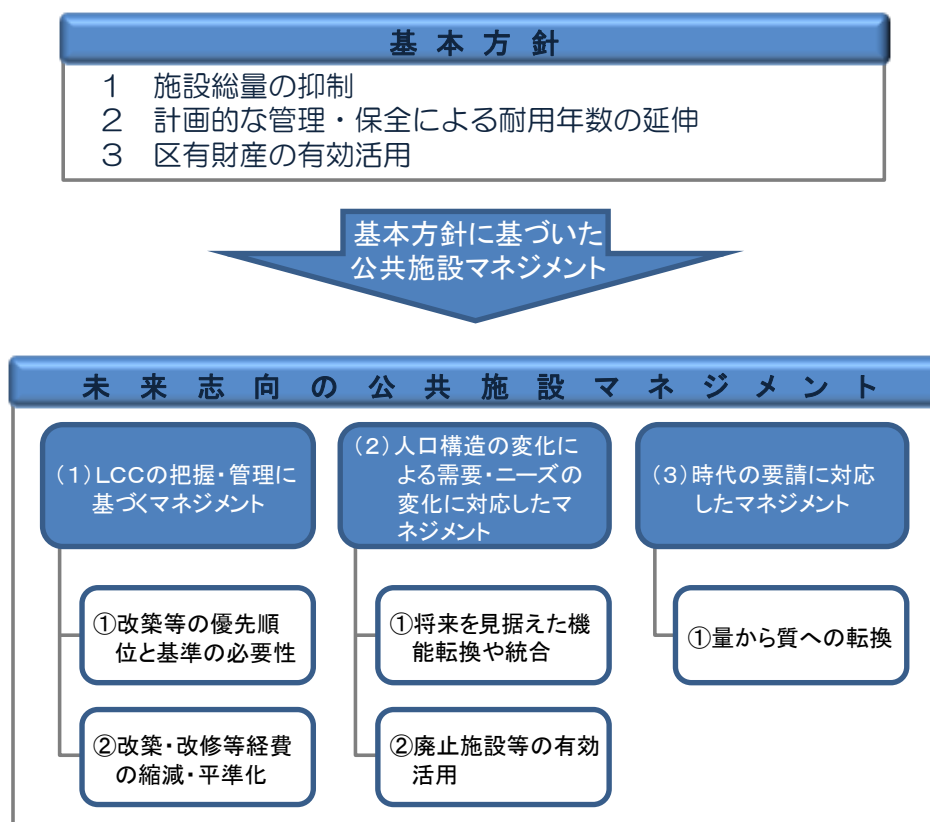 基本方針
1 施設総量の抑制
2 計画的な管理・保全による耐用年数の延伸
3 区有財産の有効活用
基本方針に基づいた
公共施設マネジメント
未来志向の公共施設マネジメント
(1)LCCの把握・管理に
基づくマネジメント
①改築等の優先順
位と基準の必要性
②改築・改修等経費
の縮減・平準化
(2)人口構造の変化に
よる需要・ニーズの
変化に対応したマ
ネジメント
①将来を見据えた機
能転換や統合
②廃止施設等の有効
活用
(3)時代の要請に対応
したマネジメント
①量から質への転換